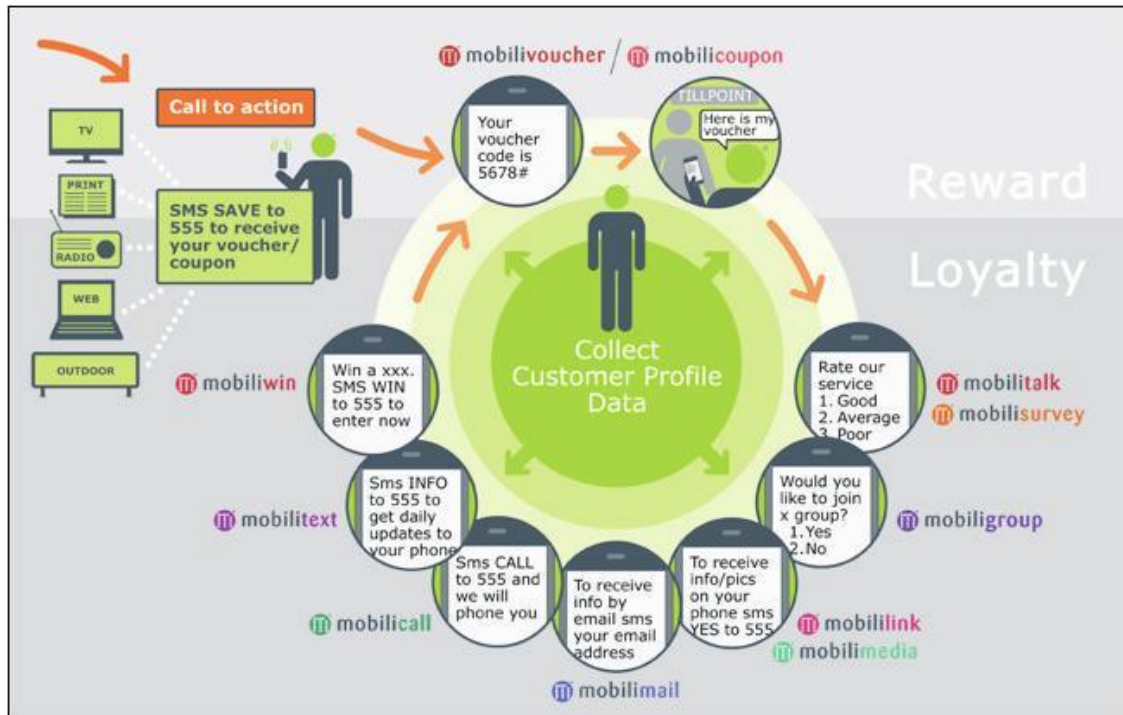 mobilivoucher / mobilicoupon
Call to action
TV
PRINT
RADIO
WEB
OUTDOOR
SMS SAVE to
555 to receive
your voucher/
coupon
Your
voucher
code is
5678#
TILLPOINT
Here is my
voucher
Reward
Loyalty
Collect
Customer Profile
Data
Rate our
service
1. Good
2. Average
3. Poor
mobilitalk
mobilisurvey
Would you
like to join
x group?
1.Yes
2.No
mobiligroup
To receive
info/pics
on your
phone sms
YES to 555
mobililink
mobilimedia
To receive
info by
email sms
your email
address
mobilimail
Sms CALL
to 555 and
we will
phone you
mobilicall
Sms INFO
to 555 to
get daily
updates to
your phone
mobilitext
Win a xxx.
SMS WIN
to 555 to
enter now
mobiliwin